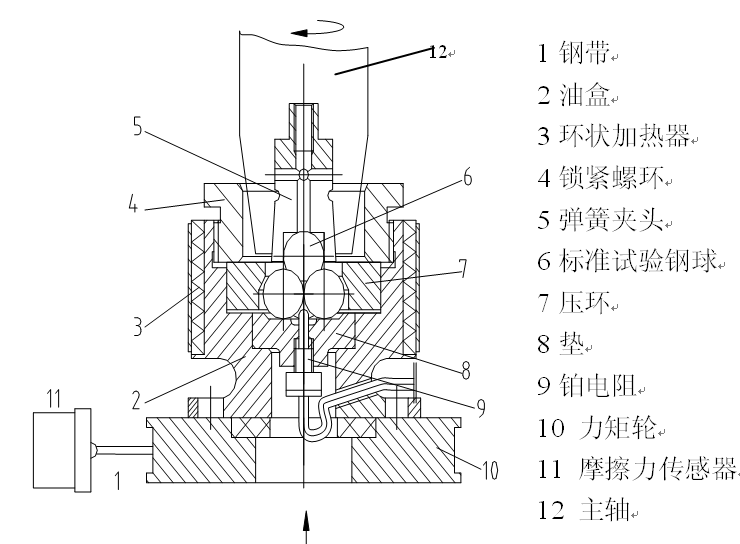 12
5
6
4
7
3
8
2
9
11
1
10
1 钢带
2 油盒
3 环状加热器
4 锁紧螺环
5 弹簧夹头
6 标准试验钢球
7 压环
8 垫
9 铂电阻
10 力矩轮
11 摩擦力传感器
12 主轴